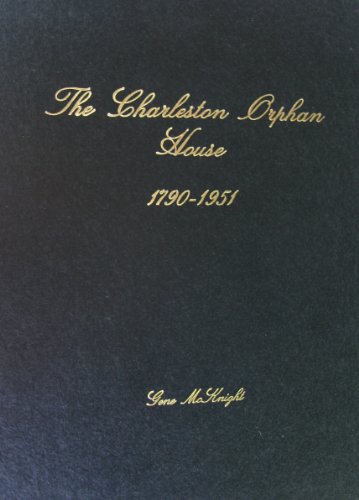 The Charleston Orphan
House
1790-1951
Gene McKnight